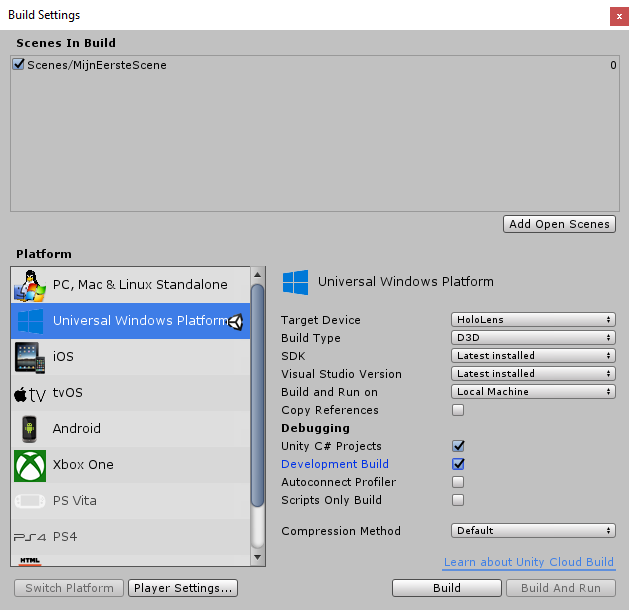 Build Settings
x
Scenes In Build
Scenes/MijnEersteScene 0
Add Open Scenes
Platform
PC, Mac & Linux Standalone
Universal Windows Platform
iOS
tv tvOS
Android
Xbox One
PS Vita
PS4 PS4
HTML
Universal Windows Platform
Target Device HoloLens
Build Type D3D
SDK Latest installed
Visual Studio Version Latest installed
Build and Run on Local Machine
Copy References
Debugging
Unity C# Projects
Development Build
Autoconnect Profiler
Scripts Only Build
Compression Method Default
Learn about Unity Cloud Build
Switch Platform Player Settings... Build Build And Run